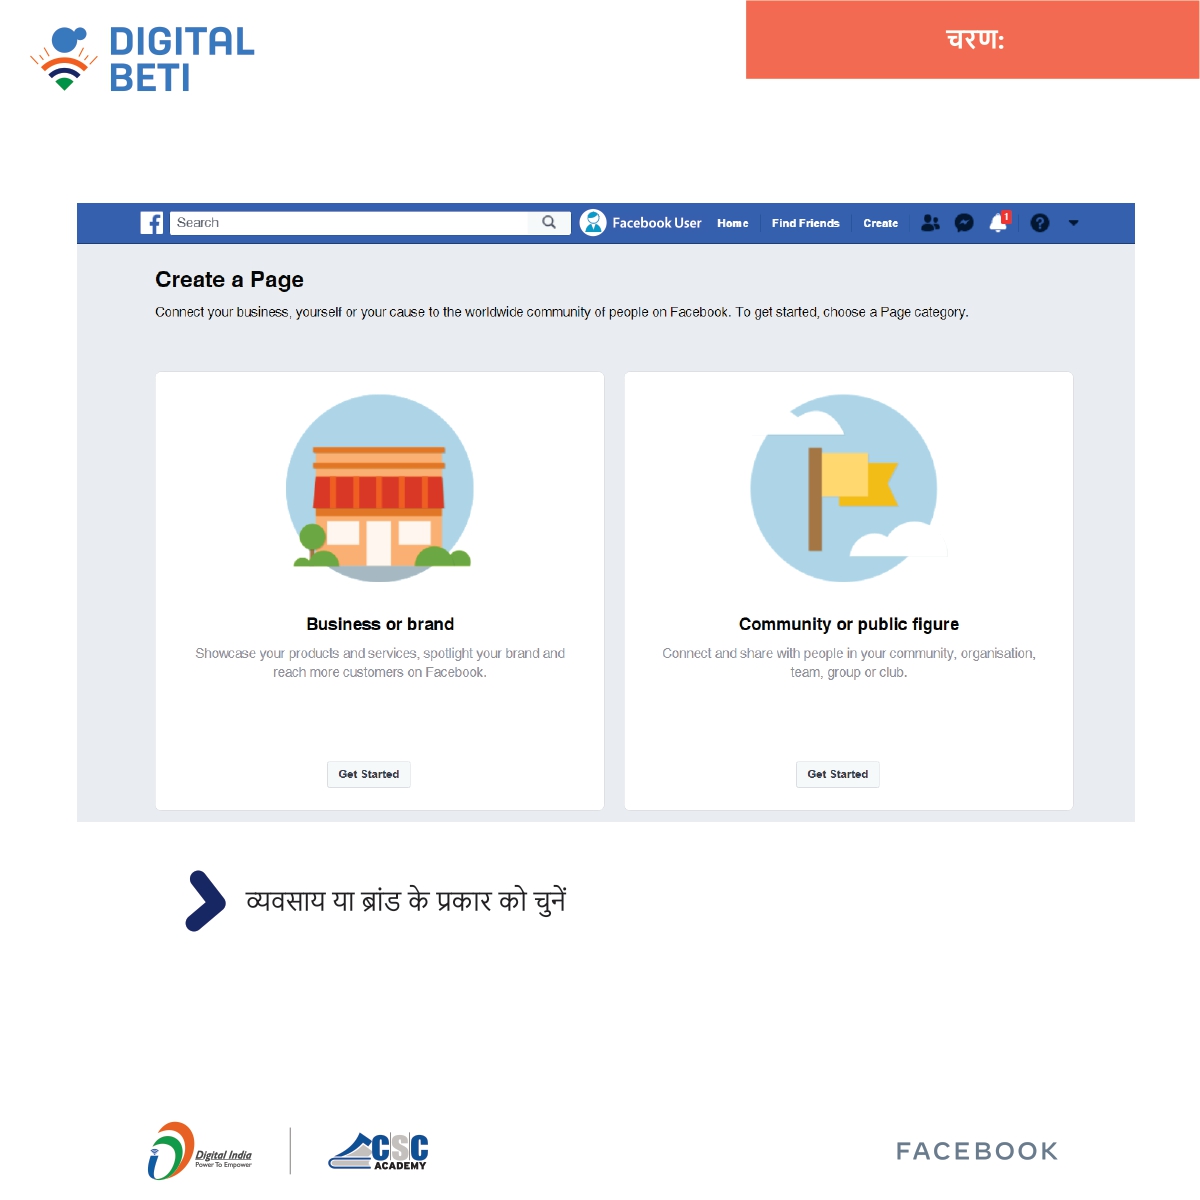 DIGITAL
BETI
चरण:
Search
Facebook User Home Find Friends Create 1 ?
Create a Page
Connect your business, yourself or your cause to the worldwide community of people on Facebook. To get started, choose a Page category.
Business or brand
Showcase your products and services, spotlight your brand and
reach more customers on Facebook.
Get Started
Community or public figure
Connect and share with people in your community, organisation,
team, group or club.
Get Started
व्यवसाय या ब्रांड के प्रकार को चुनें
Digital India
Power To Empower
CSC
ACADEMY
FACEBOOK